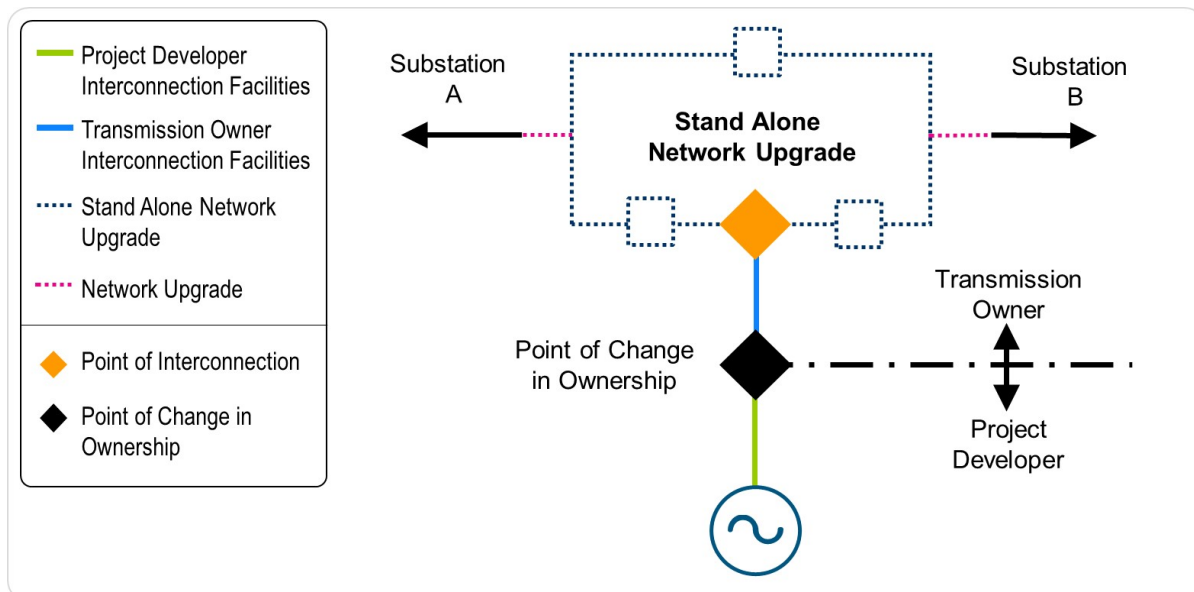 Project Developer
Interconnection Facilities
Transmission Owner
Interconnection Facilities
Stand Alone Network
Upgrade
Network Upgrade
Point of Interconnection
Point of Change in
Ownership
Substation
A
Stand Alone
Network Upgrade
Substation
B
Point of Change
in Ownership
Transmission
Owner
Project
Developer